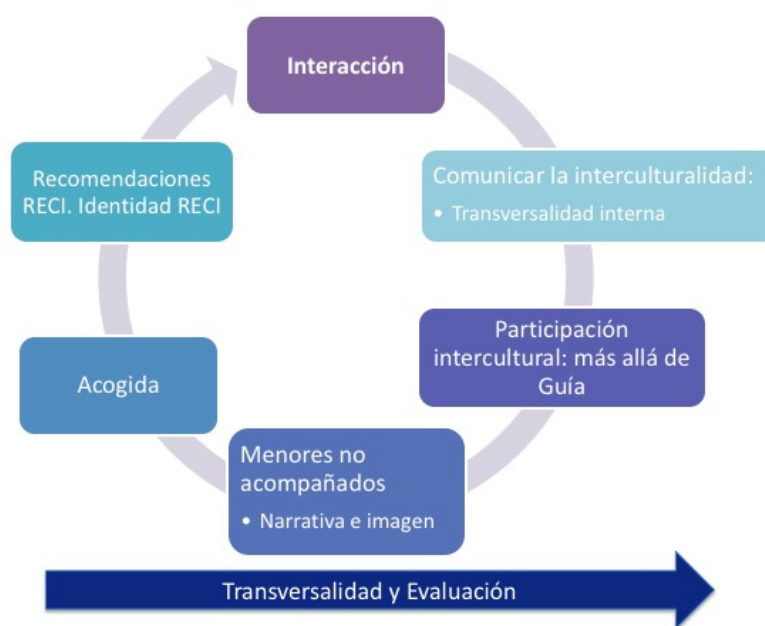 Interacción
Comunicar la interculturalidad:
• Transversalidad interna
Participación
intercultural: más allá de
Guía
Menores no
acompañados
• Narrativa e imagen
Acogida
Recomendaciones
RECI. Identidad RECI
Transversalidad y Evaluación